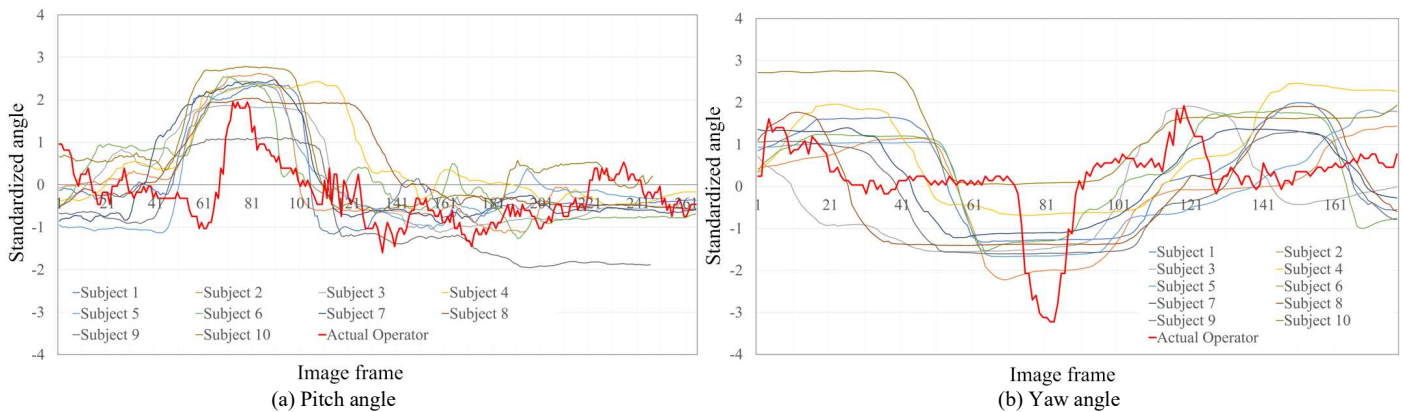 4
3
2
1
0
-1
-2
-3
-4
Standardized angle
1 21 41 61 81 101 121 141 161 181 201 221 241 261
Subject 1 Subject 2 Subject 3 Subject 4
Subject 5 Subject 6 Subject 7 Subject 8
Subject 9 Subject 10 Actual Operator
Image frame
(a) Pitch angle
4
3
2
1
0
-1
-2
-3
-4
Standardized angle
1 21 41 61 81 101 121 141 161
Subject 1 Subject 2
Subject 3 Subject 4
Subject 5 Subject 6
Subject 7 Subject 8
Subject 9 Subject 10
Actual Operator
Image frame
(b) Yaw angle